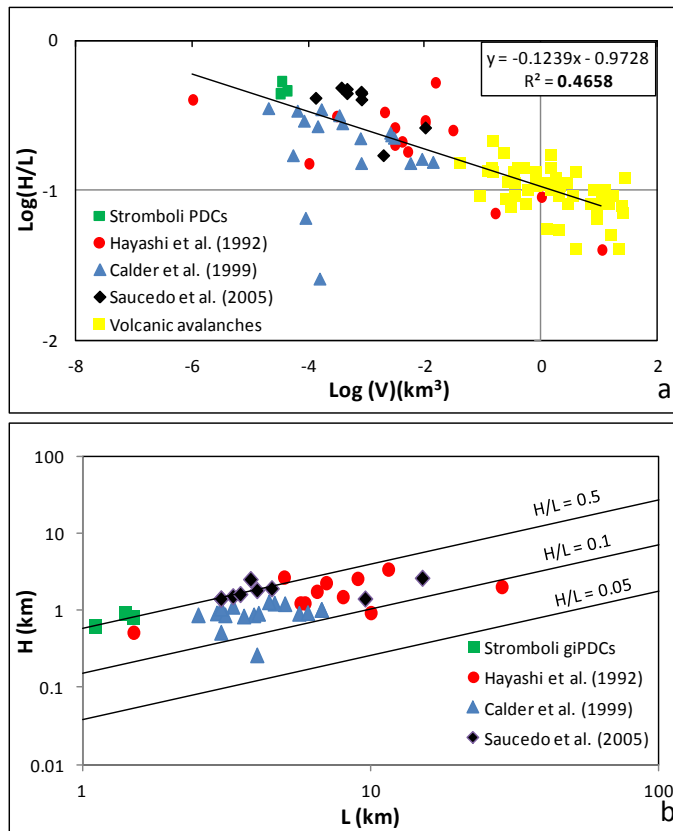 y = -0.1239x - 0.9728
R² = 0.4658
0
-1
-2
Log(H/L)
Stromboli PDCs
Hayashi et al. (1992)
Calder et al. (1999)
Saucedo et al. (2005)
Volcanic avalanches
-8 -6 -4 -2 0 2
Log (V)(km³)
a
100
10
1
0.1
0.01
H (km)
H/L = 0.5
H/L = 0.1
H/L = 0.05
Stromboli giPDCs
Hayashi et al. (1992)
Calder et al. (1999)
Saucedo et al. (2005)
1 10 100
L (km)
b